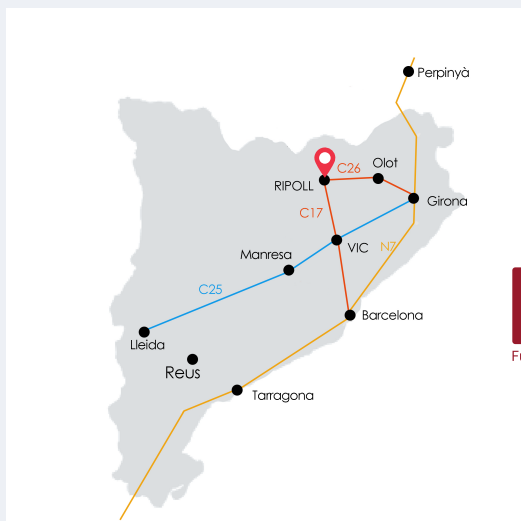 Perpinyà
Olot
C26
RIPOLL
Girona
C17
VIC
N7
Manresa
C25
Barcelona
Lleida
Reus
Tarragona